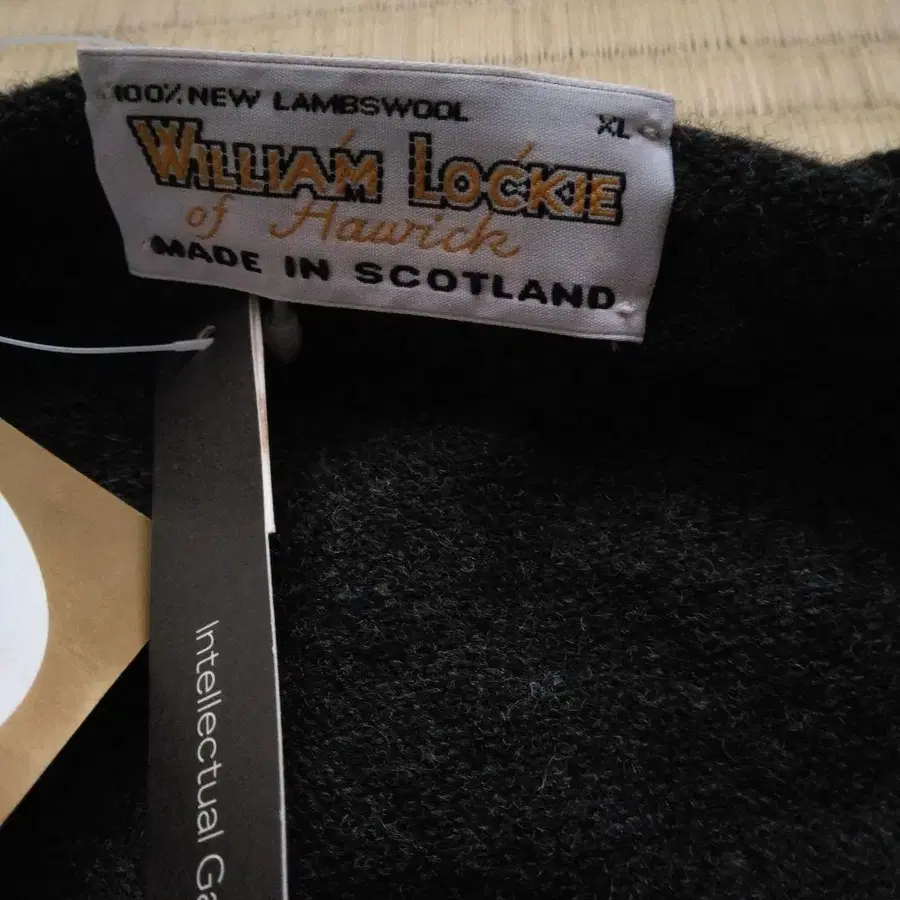 100% NEW LAMBSWOOL
XL
WILLIAM LOCKIE
of Hawick
MADE IN SCOTLAND
Intellectual Ga